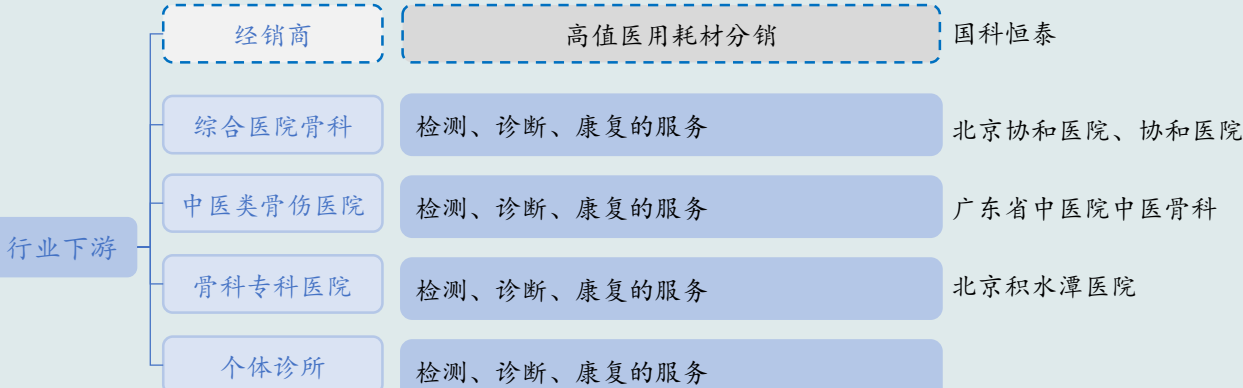 经销商
高值医用耗材分销
国科恒泰
综合医院骨科
检测、诊断、康复的服务
北京协和医院、协和医院
中医类骨伤医院
检测、诊断、康复的服务
广东省中医院中医骨科
行业下游
骨科专科医院
检测、诊断、康复的服务
北京积水潭医院
个体诊所
检测、诊断、康复的服务